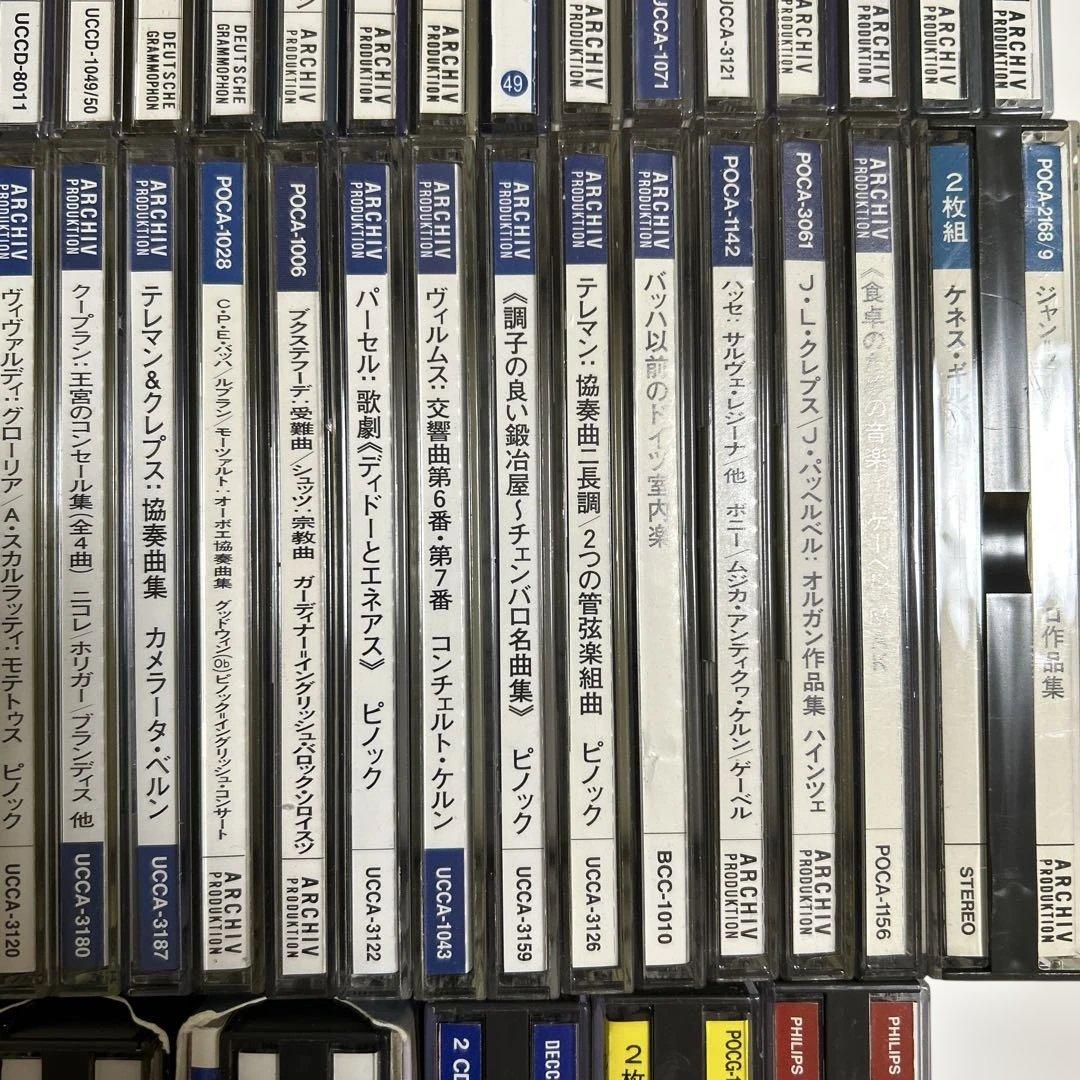 UCCD-8011
UCCD-1049/50
DEUTSCHE GRAMMOPHON
DEUTSCHE GRAMMOPHON
ARCHIV PRODUKTION
ARCHIV PRODUKTION
ARCHIV PRODUKTION
49
ARCHIV PRODUKTION
UCCA-1071
UCCA-3121
ARCHIV PRODUKTION
ARCHIV PRODUKTION
ARCHIV PRODUKTION
ARCHIV PRODUKTION
ARCHIV PRODUKTION ヴィヴァルディ:グローリア/A・スカルラッティ:モテトゥス ピノック UCCA-3120
ARCHIV PRODUKTION クープラン:王宮のコンセール集(全4曲) ニコレ/ホリガー/ブランディス 他 UCCA-3180
ARCHIV PRODUKTION テレマン&クレプス:協奏曲集 カメラータ・ベルン UCCA-3187
POCA-1028 C・P・E・バッハ/ルブラン/モーツァルト:オーボエ協奏曲集 グッドウィン(Ob)ピノック=イングリッシュ・コンサート ARCHIV PRODUKTION
POCA-1006 ブクステフーデ:受難曲/シュッツ:宗教曲 ガーディナー=イングリッシュ・バロック・ソロイスツ ARCHIV PRODUKTION
ARCHIV PRODUKTION パーセル:歌劇《ディドーとエネアス》 ピノック UCCA-3122
ARCHIV PRODUKTION ヴィルムス:交響曲第6番・第7番 コンチェルト・ケルン UCCA-1043
ARCHIV PRODUKTION 《調子の良い鍛冶屋〜チェンバロ名曲集》 ピノック UCCA-3159
ARCHIV PRODUKTION テレマン:協奏曲ニ長調/2つの管弦楽組曲 ピノック UCCA-3126
バッハ以前のドイツ室内楽 BCC-1010
POCA-1142 ハッセ:サルヴェ・レジーナ/他 ボニー/ムジカ・アンティクヮ・ケルン/ゲーベル ARCHIV PRODUKTION
POCA-3061 J・L・クレプス/J・パッヘルベル:オルガン作品集 ハインツェ ARCHIV PRODUKTION
ARCHIV PRODUKTION 《食卓の の音楽 POCA-1156
2枚組 ケネス・ギルバート STEREO
POCA-2168/9 ジャン 作品集 ARCHIV PRODUKTION
2 CD
DECC
2枚
POCG-1
PHILIPS
PHILIPS